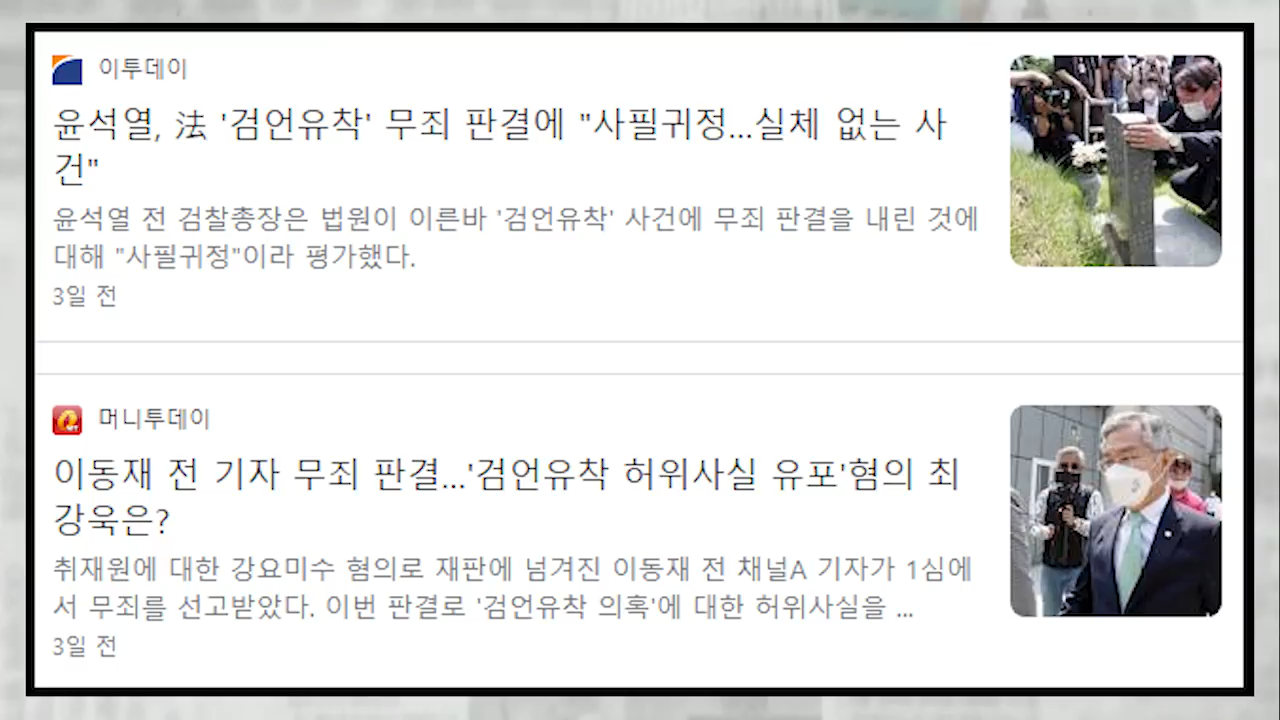 이투데이
윤석열, 法 '검언유착' 무죄 판결에 "사필귀정...실체 없는 사
건"
윤석열 전 검찰총장은 법원이 이른바 '검언유착' 사건에 무죄 판결을 내린 것에
대해 "사필귀정"이라 평가했다.
3일 전
머니투데이
이동재 전 기자 무죄 판결...'검언유착 허위사실 유포'혐의 최
강욱은?
취재원에 대한 강요미수 혐의로 재판에 넘겨진 이동재 전 채널A 기자가 1심에
서 무죄를 선고받았다. 이번 판결로 '검언유착 의혹'에 대한 허위사실을 ...
3일 전